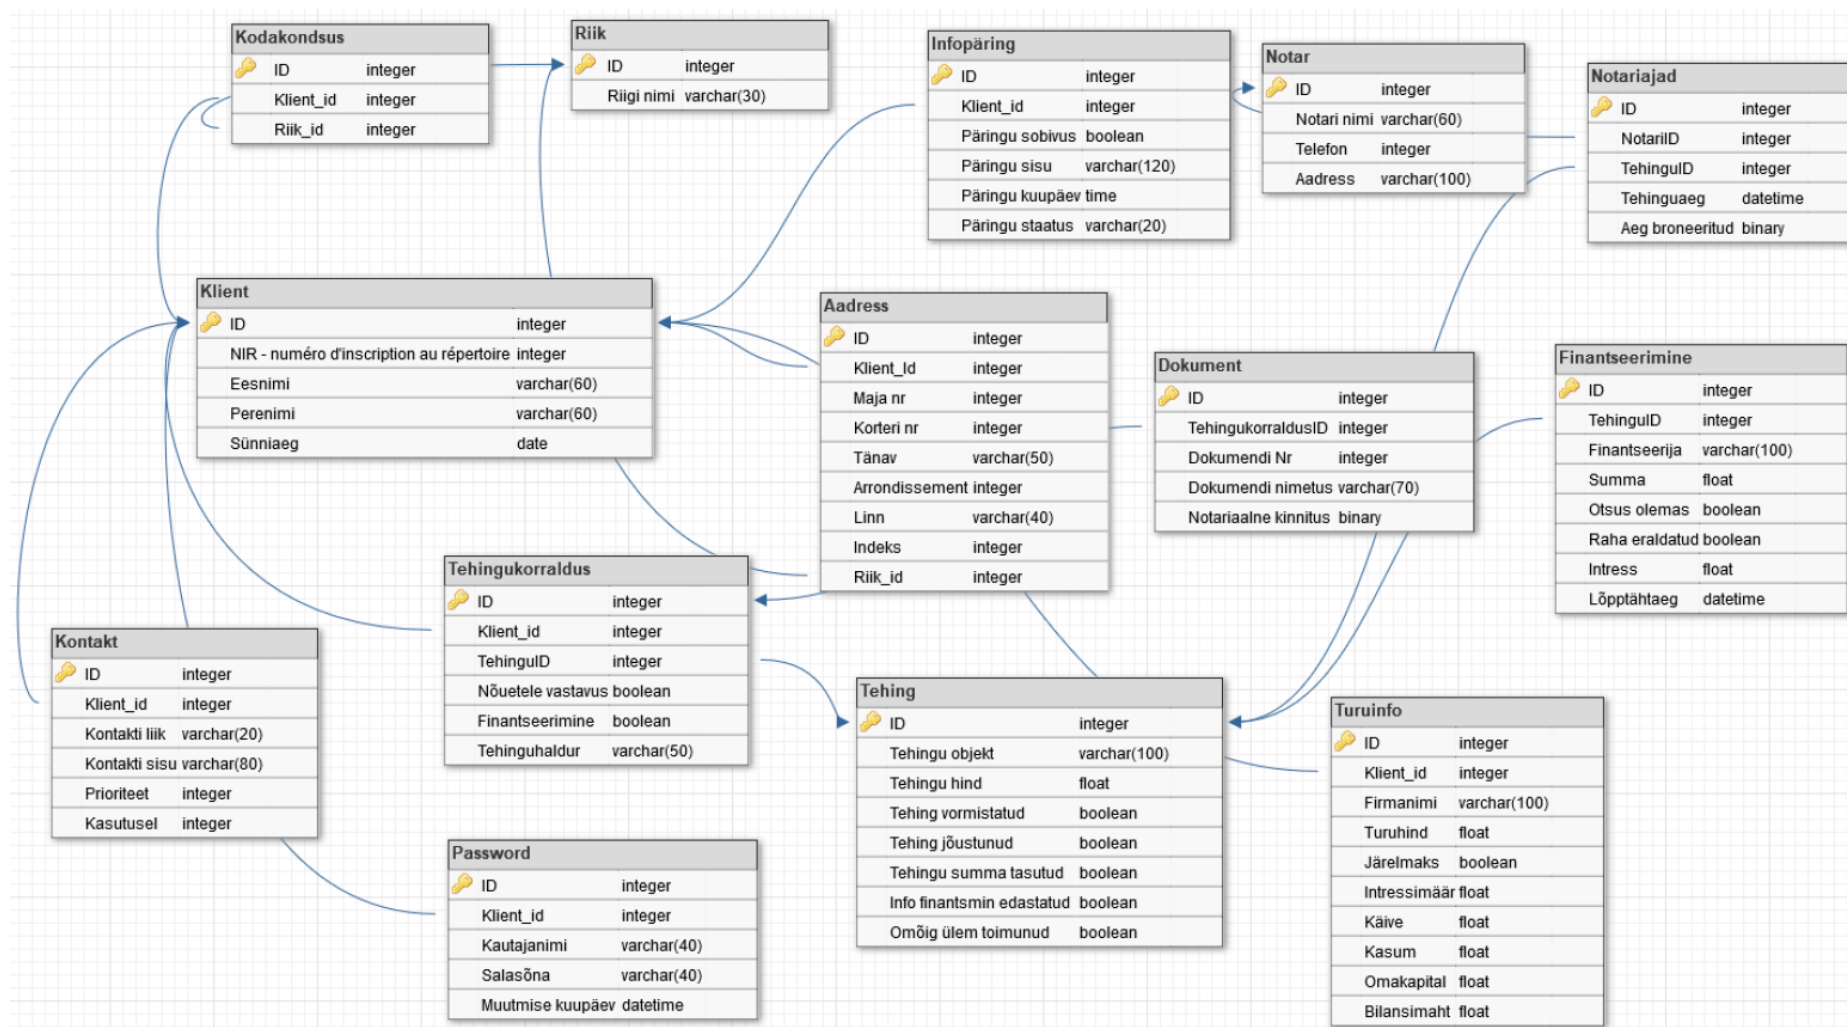 Kodakondsus
ID integer
Klient_id integer
Riik_id integer
Riik
ID integer
Riigi nimi varchar(30)
Infopäring
ID integer
Klient_id integer
Päringu sobivus boolean
Päringu sisu varchar(120)
Päringu kuupäev time
Päringu staatus varchar(20)
Notar
ID integer
Notari nimi varchar(60)
Telefon integer
Aadress varchar(100)
Notariajad
ID integer
NotariID integer
TehinguID integer
Tehinguaeg datetime
Aeg broneeritud binary
Klient
ID integer
NIR - numéro d'inscription au répertoire integer
Eesnimi varchar(60)
Perenimi varchar(60)
Sünniaeg date
Aadress
ID integer
Klient_Id integer
Maja nr integer
Korteri nr integer
Tänav varchar(50)
Arrondissement integer
Linn varchar(40)
Indeks integer
Riik_id integer
Dokument
ID integer
TehingukorraldusID integer
Dokumendi Nr integer
Dokumendi nimetus varchar(70)
Notariaalne kinnitus binary
Finantseerimine
ID integer
TehinguID integer
Finantseerija varchar(100)
Summa float
Otsus olemas boolean
Raha eraldatud boolean
Intress float
Lõpptähtaeg datetime
Tehingukorraldus
ID integer
Klient_id integer
TehinguID integer
Nõuetele vastavus boolean
Finantseerimine boolean
Tehinguhaldur varchar(50)
Kontakt
ID integer
Klient_id integer
Kontakti liik varchar(20)
Kontakti sisu varchar(80)
Prioriteet integer
Kasutusel integer
Tehing
ID integer
Tehingu objekt varchar(100)
Tehingu hind float
Tehing vormistatud boolean
Tehing jõustunud boolean
Tehingu summa tasutud boolean
Info finantsmin edastatud boolean
Omõig ülem toimunud boolean
Turuinfo
ID integer
Klient_id integer
Firmanimi varchar(100)
Turuhind float
Järelmaks boolean
Intressimäär float
Käive float
Kasum float
Omakapital float
Bilansimaht float
Password
ID integer
Klient_id integer
Kautajanimi varchar(40)
Salasõna varchar(40)
Muutmise kuupäev datetime